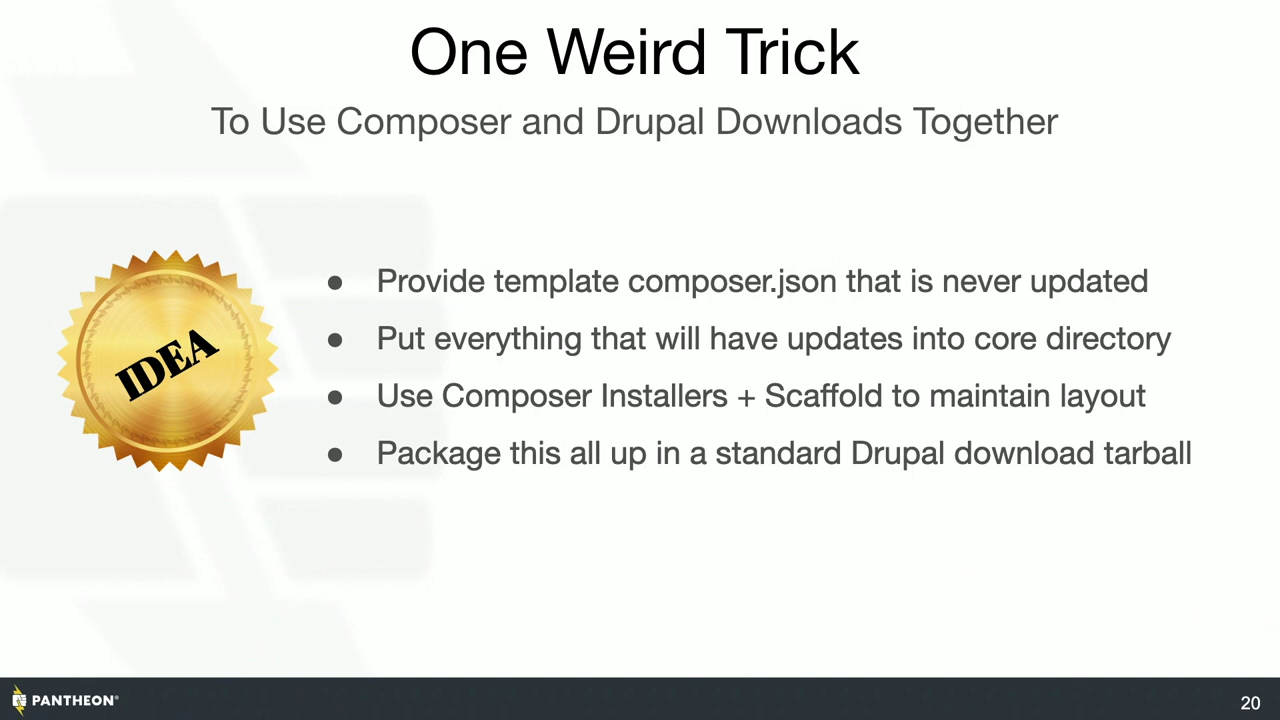 One Weird Trick
To Use Composer and Drupal Downloads Together
IDEA
● Provide template composer.json that is never updated
● Put everything that will have updates into core directory
● Use Composer Installers + Scaffold to maintain layout
● Package this all up in a standard Drupal download tarball
PANTHEON®
20